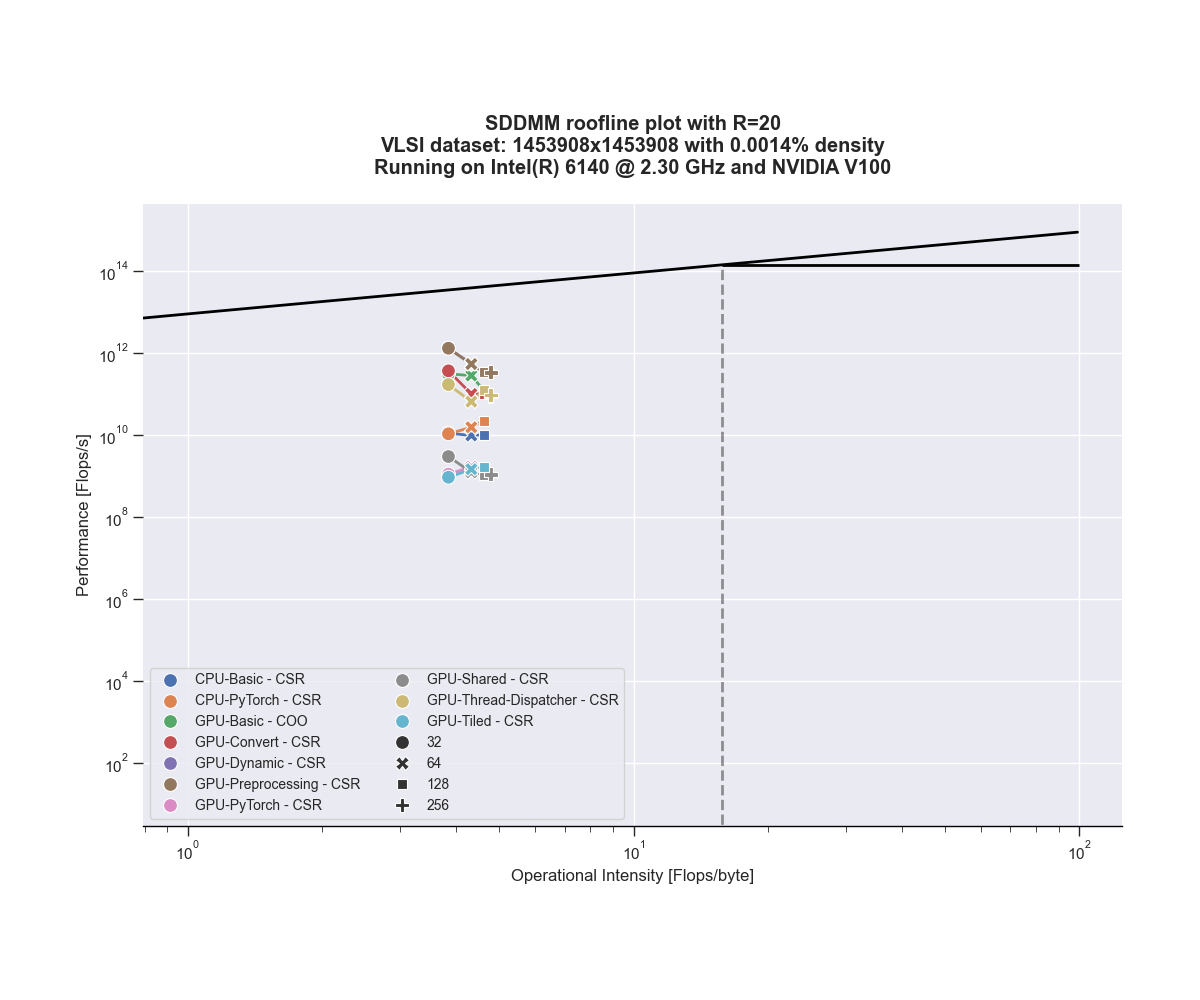 SDDMM roofline plot with R=20
VLSI dataset: 1453908x1453908 with 0.0014% density
Running on Intel(R) 6140 @ 2.30 GHz and NVIDIA V100
Performance [Flops/s]
10^14
10^12
10^10
10^8
10^6
10^4
10^2
CPU-Basic - CSR
CPU-PyTorch - CSR
GPU-Basic - COO
GPU-Convert - CSR
GPU-Dynamic - CSR
GPU-Preprocessing - CSR
GPU-PyTorch - CSR
GPU-Shared - CSR
GPU-Thread-Dispatcher - CSR
GPU-Tiled - CSR
32
64
128
256
10^0
10^1
10^2
Operational Intensity [Flops/byte]